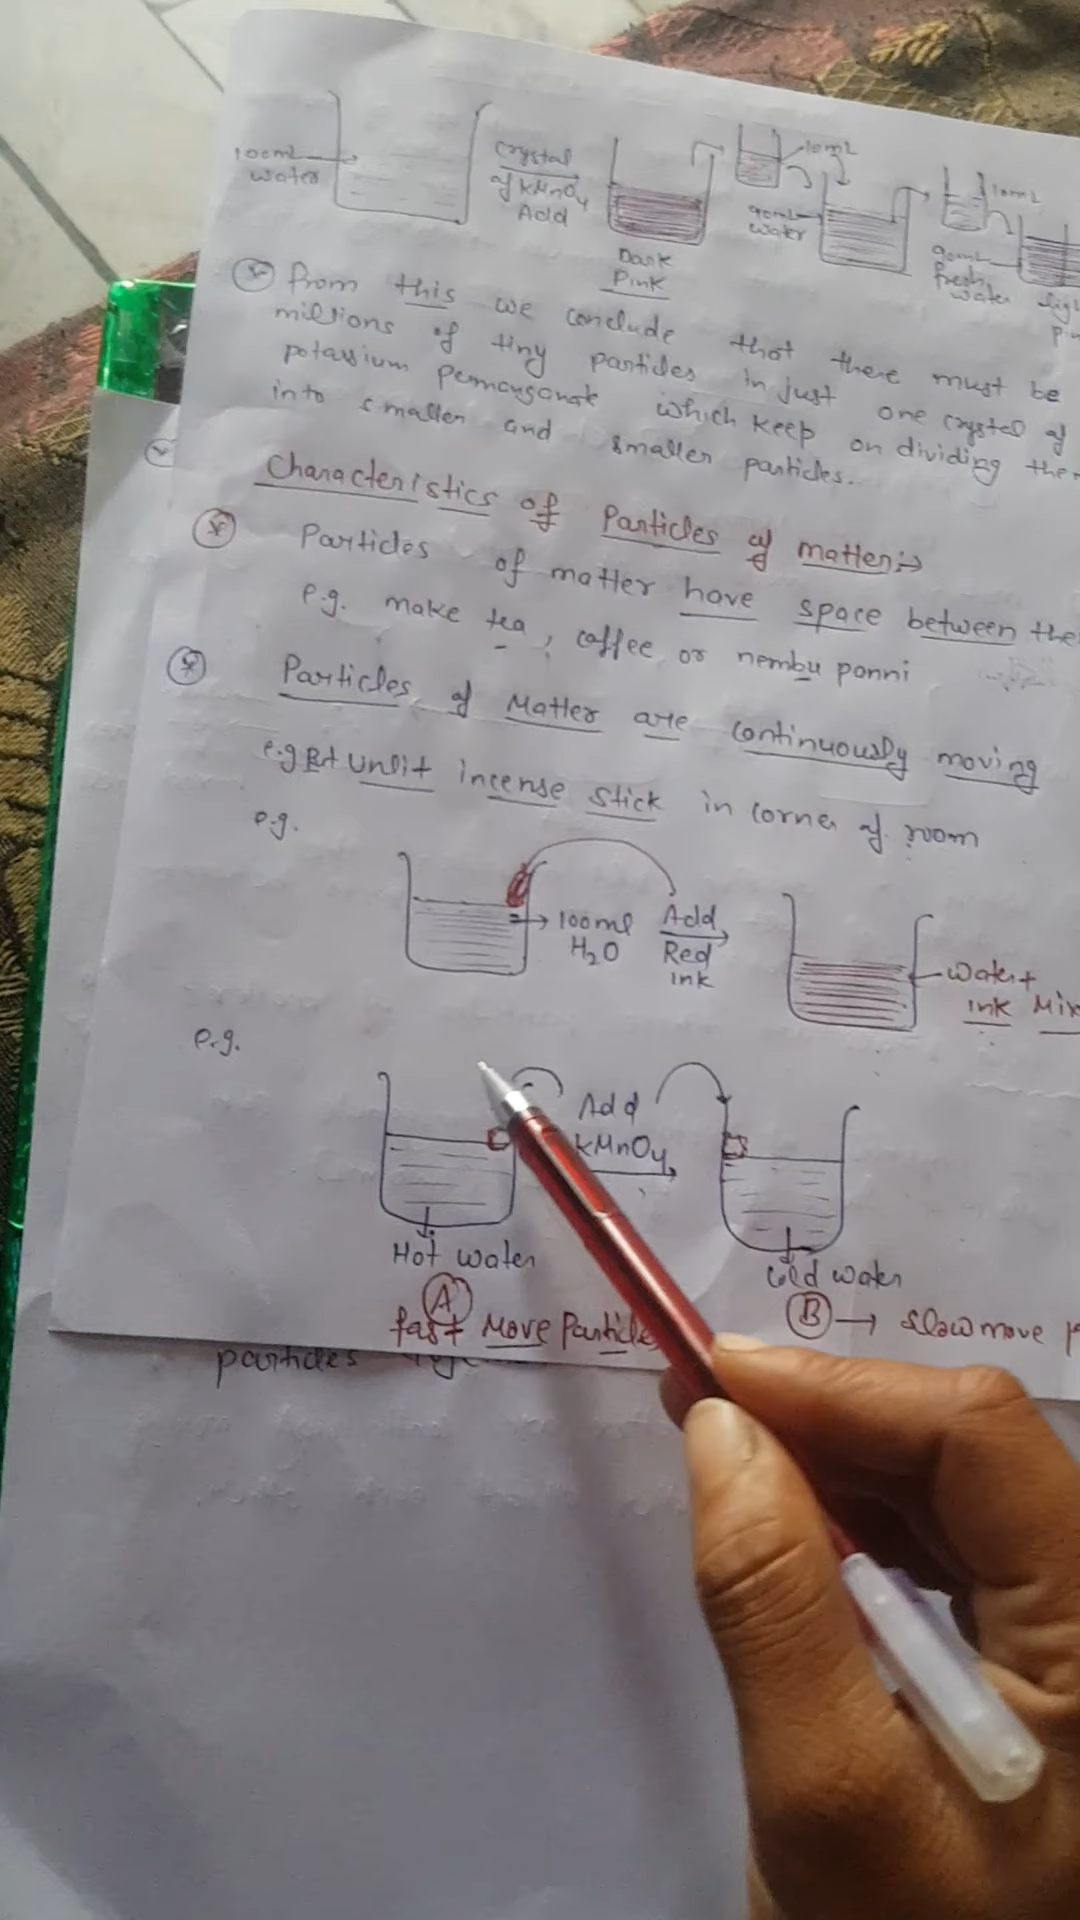 100mL
water
Crystal
of KMnO4
Add
Dark
Pink
10mL
90mL
water
10mL
90mL
fresh
water
From this we conclude that there must be
millions of tiny particles in just one crystal of
potassium permanganate which keep on dividing
into smaller and smaller particles.
Characteristics of Particles of matter:→
Particles of matter have space between
e.g. make tea, coffee or nembu panni
Particles of Matter are continuously moving
e.g Put Unlit incense stick in corner of room
e.g.
100ml
H2O
Add
Red
ink
Water+
ink Mix
e.g.
Add
KMnO4
Hot water
Cold water
A
B → slow move
fast Move Particle
particles